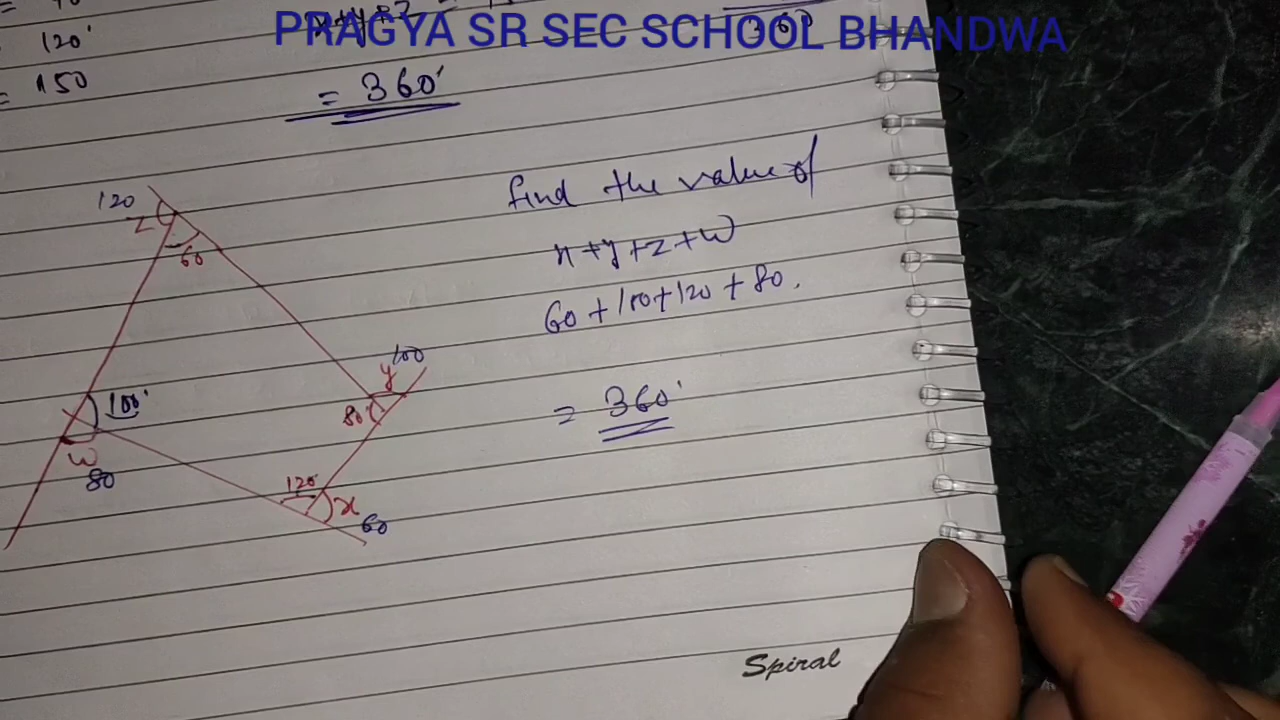 PRAGYA SR SEC SCHOOL BHANDWA
120°
= 150
= 360°
find the value of
x+y+z+w
60+100+120+80.
= 360°
120
z
60
100
y
80°
100°
w
80
120
x
60
Spiral